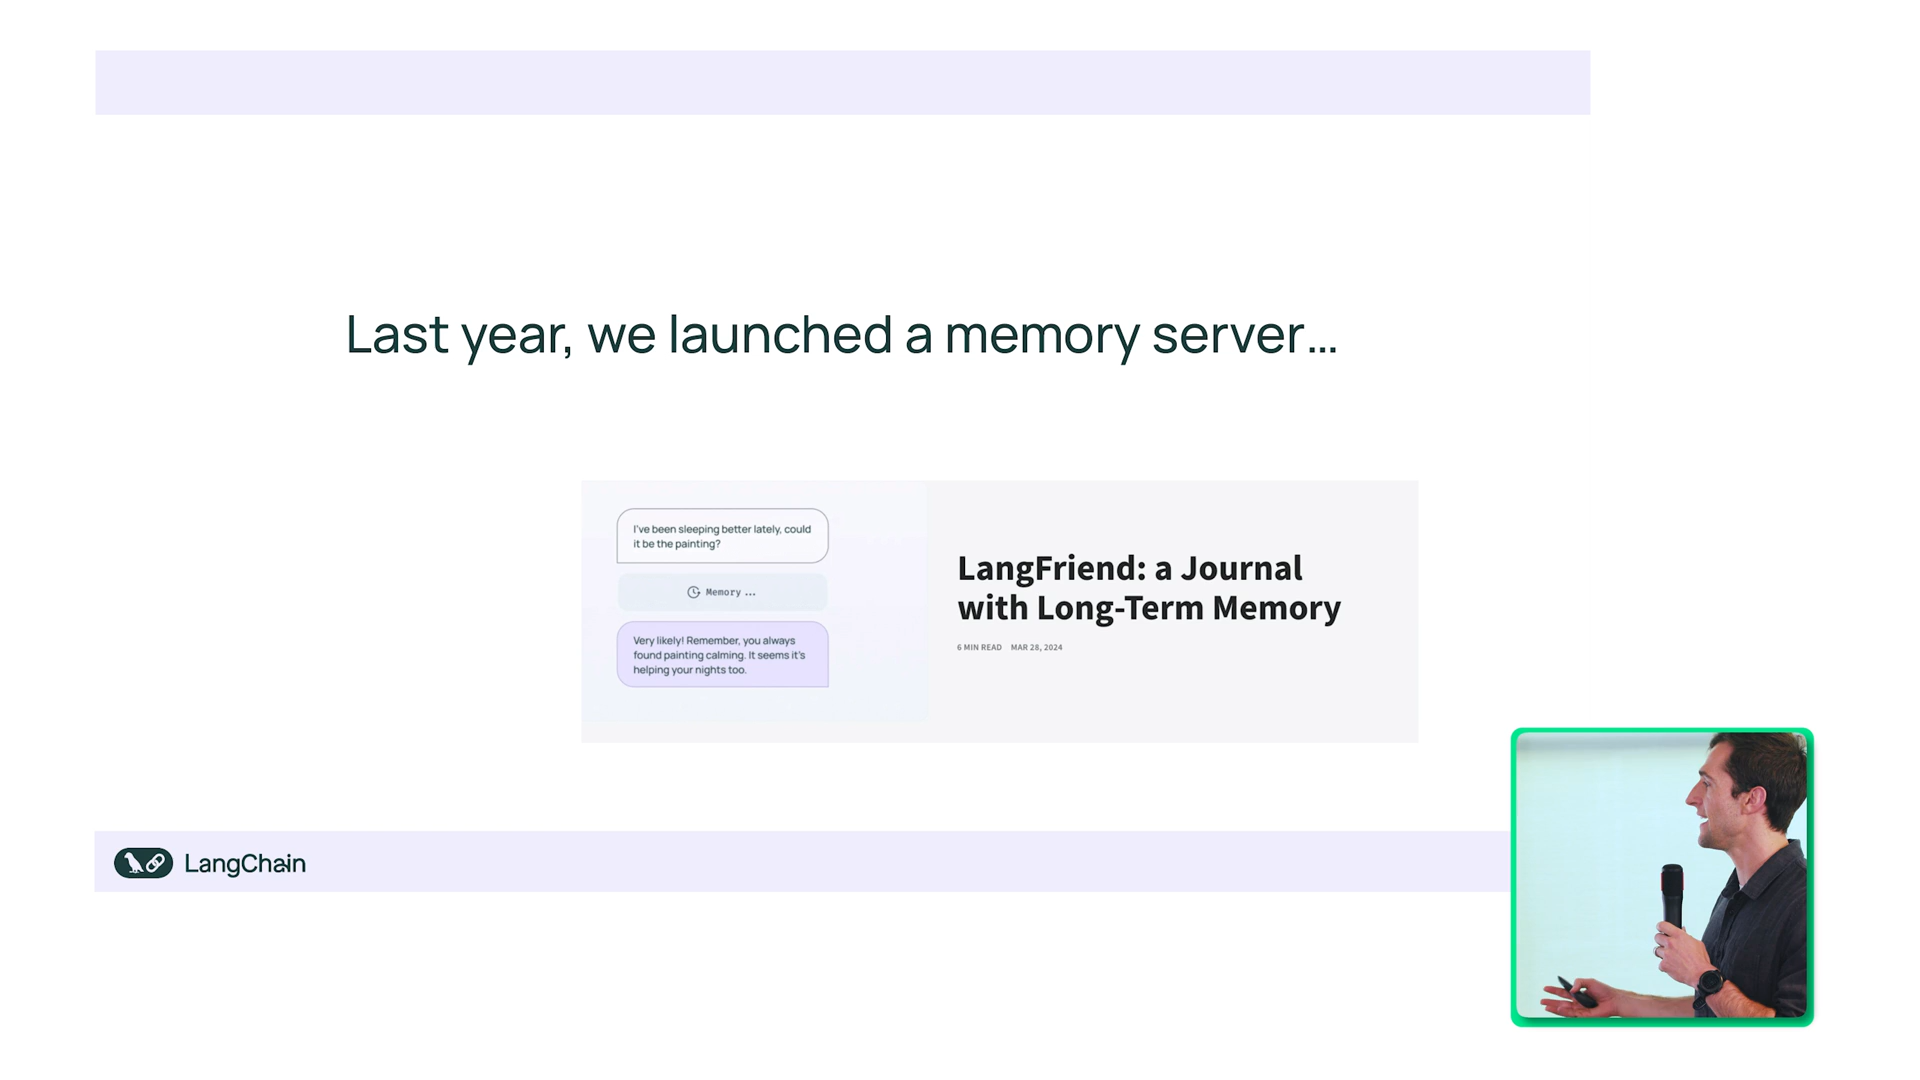 Last year, we launched a memory server...
I've been sleeping better lately, could
it be the painting?
Memory ...
Very likely! Remember, you always
found painting calming. It seems it's
helping your nights too.
LangFriend: a Journal
with Long-Term Memory
6 MIN READ MAR 28, 2024
LangChain